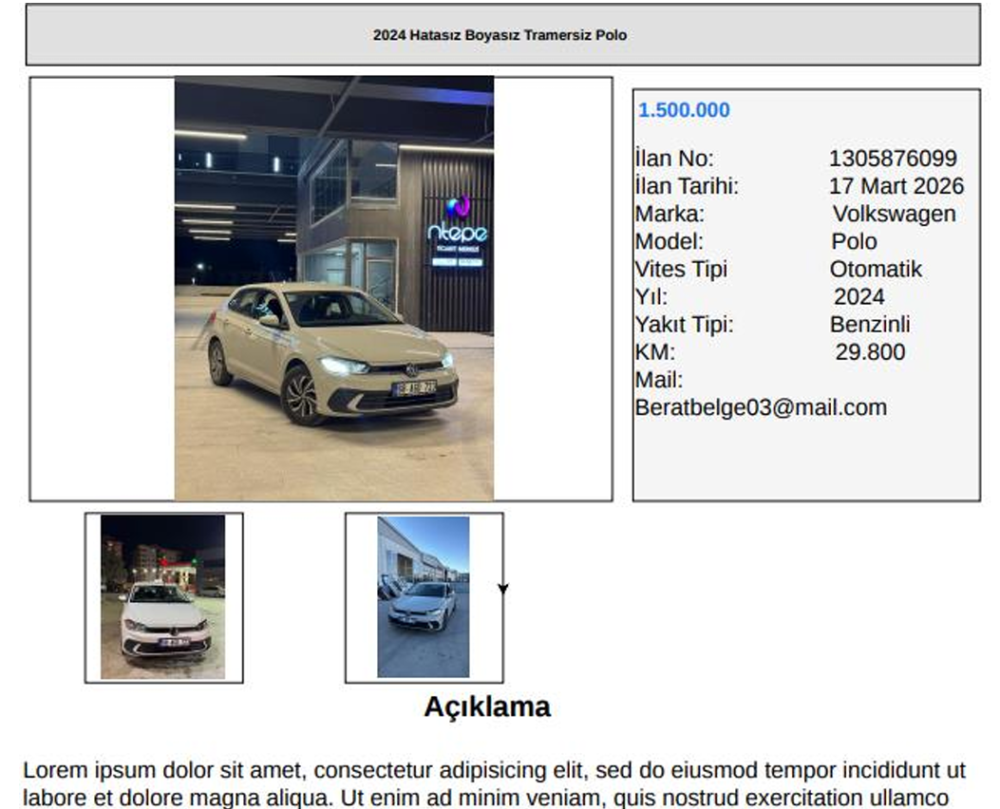 2024 Hatasız Boyasız Tramersiz Polo
ntepe
TİCARET MERKEZİ
1.500.000
İlan No: 1305876099
İlan Tarihi: 17 Mart 2026
Marka: Volkswagen
Model: Polo
Vites Tipi Otomatik
Yıl: 2024
Yakıt Tipi: Benzinli
KM: 29.800
Mail:
Beratbelge03@mail.com
Açıklama
Lorem ipsum dolor sit amet, consectetur adipisicing elit, sed do eiusmod tempor incididunt ut
labore et dolore magna aliqua. Ut enim ad minim veniam, quis nostrud exercitation ullamco